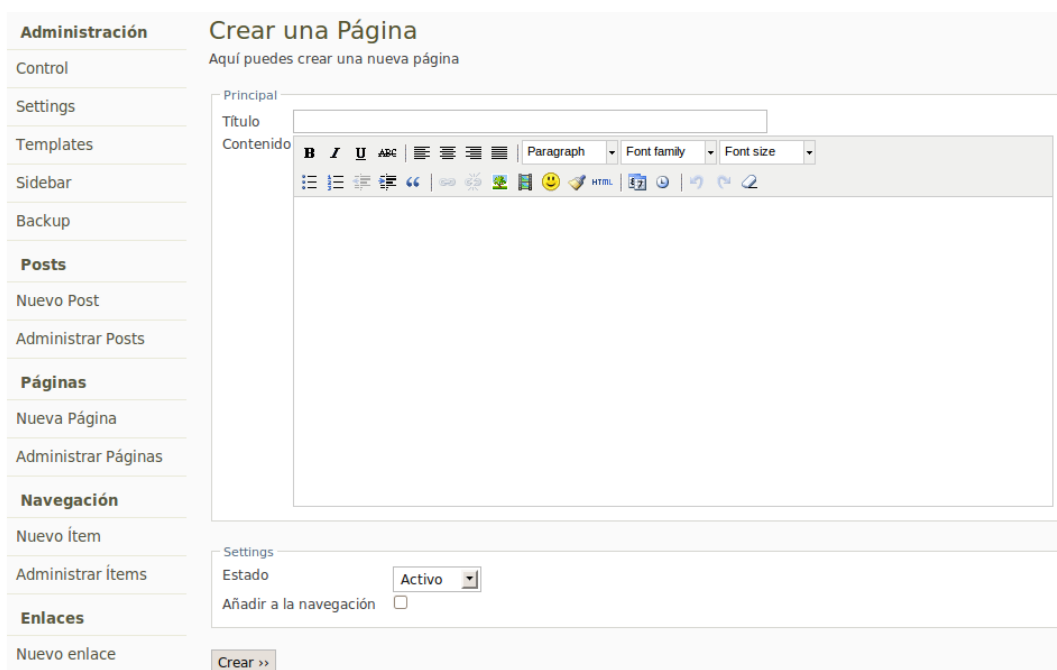 Administración
Control
Settings
Templates
Sidebar
Backup
Posts
Nuevo Post
Administrar Posts
Páginas
Nueva Página
Administrar Páginas
Navegación
Nuevo Ítem
Administrar Ítems
Enlaces
Nuevo enlace
Crear una Página
Aquí puedes crear una nueva página
Principal
Título
Contenido
B I U ABC Paragraph Font family Font size
HTML
Settings
Estado Activo
Añadir a la navegación
Crear ››